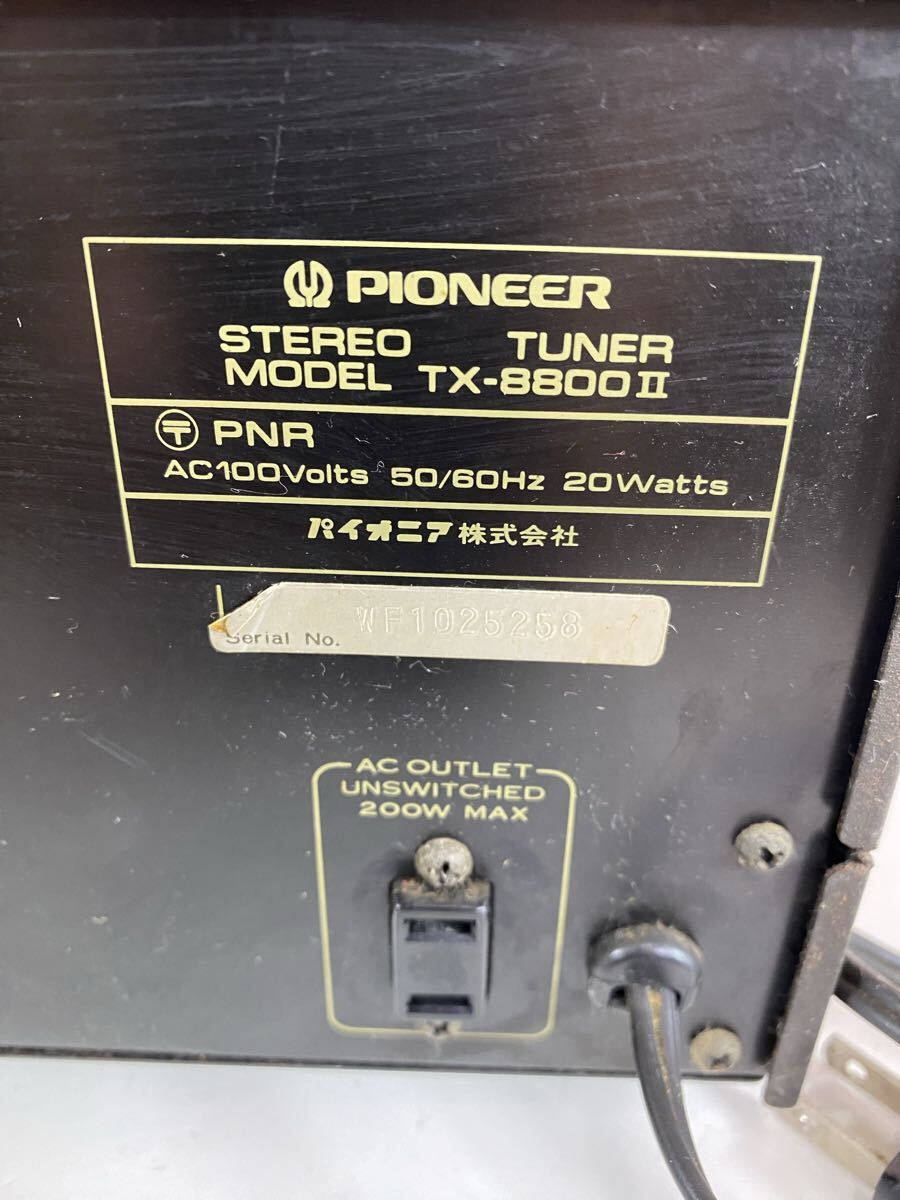 PIONEER
STEREO TUNER
MODEL TX-8800II
PNR
AC100Volts 50/60Hz 20Watts
パイオニア株式会社
WF1025258
Serial No.
AC OUTLET
UNSWITCHED
200W MAX